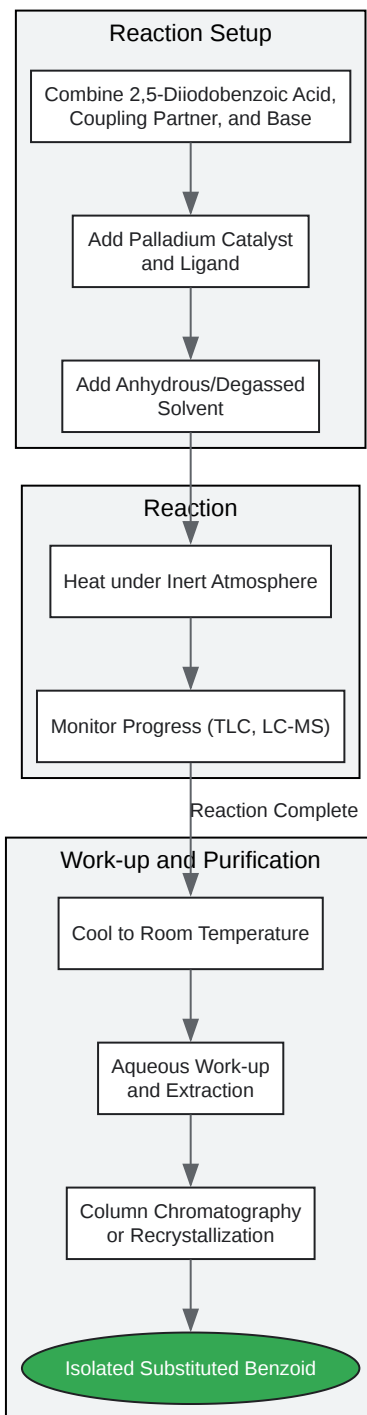 Reaction Setup
Combine 2,5-Diiodobenzoic Acid,
Coupling Partner, and Base
Add Palladium Catalyst
and Ligand
Add Anhydrous/Degassed
Solvent
Reaction
Heat under Inert Atmosphere
Monitor Progress (TLC, LC-MS)
Reaction Complete
Work-up and Purification
Cool to Room Temperature
Aqueous Work-up
and Extraction
Column Chromatography
or Recrystallization
Isolated Substituted Benzoid